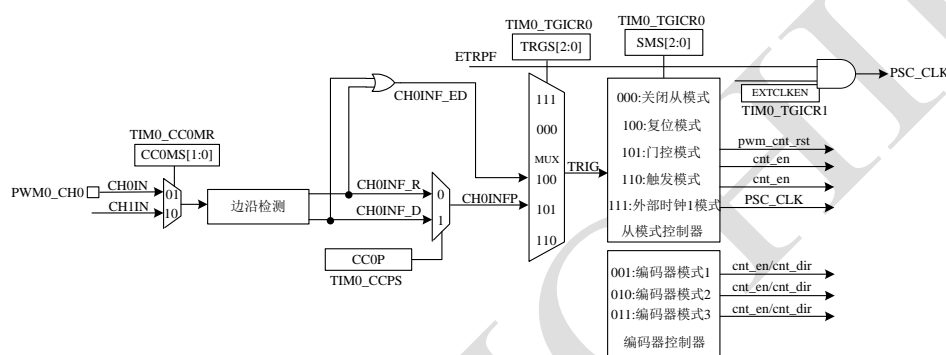 TIM0_TGICR0
TRGS[2:0]
TIM0_TGICR0
SMS[2:0]
ETRPF
PSC_CLK
EXTCLKEN
TIM0_TGICR1
CH0INF_ED
111
000
MUX
100
101
110
TRIG
000:关闭从模式
100:复位模式
101:门控模式
110:触发模式
111:外部时钟1模式
从模式控制器
pwm_cnt_rst
cnt_en
cnt_en
PSC_CLK
TIM0_CC0MR
CC0MS[1:0]
PWM0_CH0
CH0IN
CH1IN
01
10
边沿检测
CH0INF_R
CH0INF_D
0
1
CH0INFP
CC0P
TIM0_CCPS
001:编码器模式1
010:编码器模式2
011:编码器模式3
编码器控制器
cnt_en/cnt_dir
cnt_en/cnt_dir
cnt_en/cnt_dir